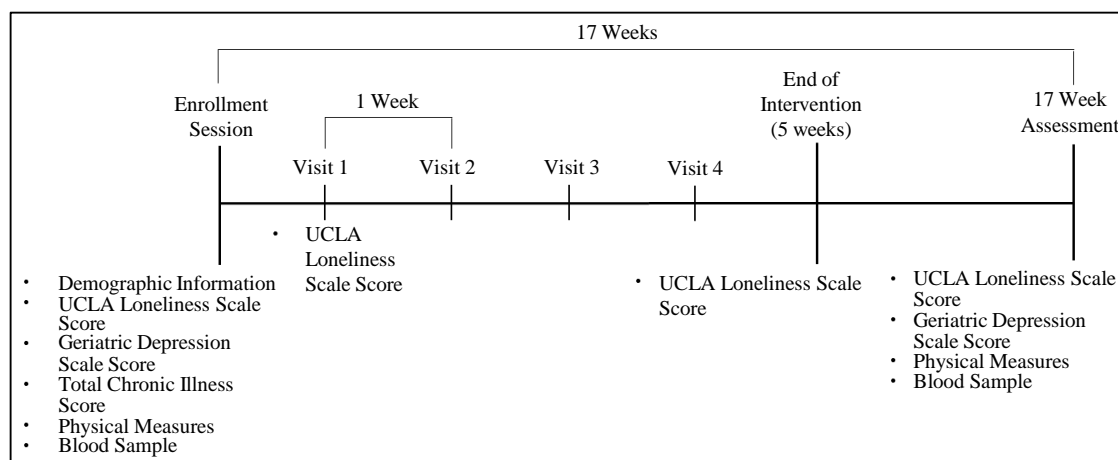 17 Weeks
Enrollment
Session
1 Week
End of
Intervention
(5 weeks)
17 Week
Assessment
Visit 1
Visit 2
Visit 3
Visit 4
• UCLA
Loneliness
Scale Score
• Demographic Information
• UCLA Loneliness Scale
Score
• Geriatric Depression
Scale Score
• Total Chronic Illness
Score
• Physical Measures
• Blood Sample
• UCLA Loneliness Scale
Score
• UCLA Loneliness Scale
Score
• Geriatric Depression
Scale Score
• Physical Measures
• Blood Sample